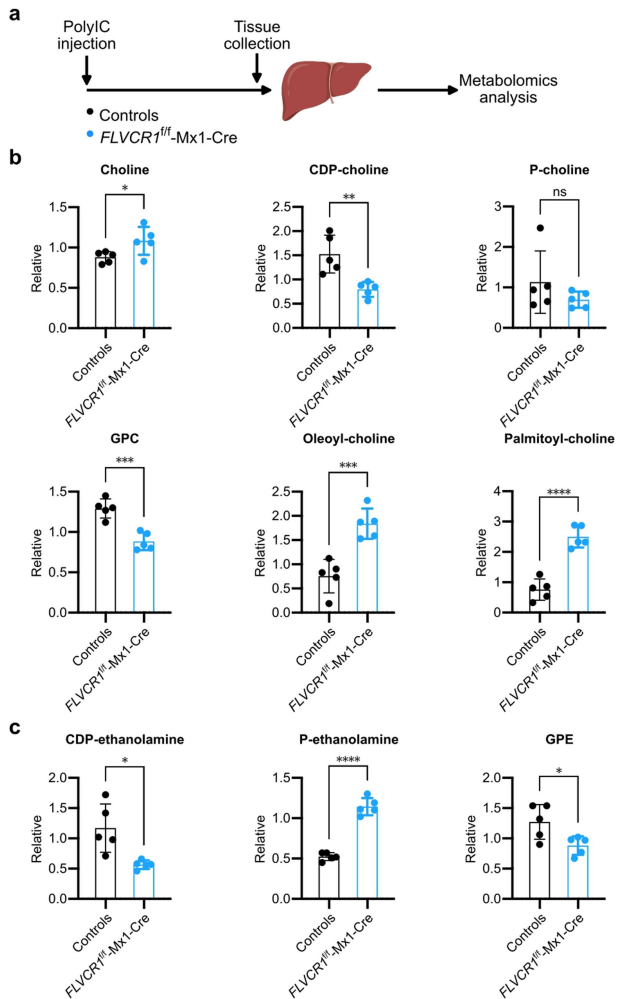 a
PolyIC
injection
Tissue
collection
Metabolomics
analysis
Controls
FLVCR1f/f-Mx1-Cre
b
Choline
*
Relative
1.5
1.0
0.5
0.0
Controls
FLVCR1f/f-Mx1-Cre
CDP-choline
**
Relative
2.5
2.0
1.5
1.0
0.5
0.0
Controls
FLVCR1f/f-Mx1-Cre
P-choline
ns
Relative
3
2
1
0
Controls
FLVCR1f/f-Mx1-Cre
GPC
***
Relative
1.5
1.0
0.5
0.0
Controls
FLVCR1f/f-Mx1-Cre
Oleoyl-choline
***
Relative
2.5
2.0
1.5
1.0
0.5
0.0
Controls
FLVCR1f/f-Mx1-Cre
Palmitoyl-choline
****
Relative
4
3
2
1
0
Controls
FLVCR1f/f-Mx1-Cre
c
CDP-ethanolamine
*
Relative
2.0
1.5
1.0
0.5
0.0
Controls
FLVCR1f/f-Mx1-Cre
P-ethanolamine
****
Relative
1.5
1.0
0.5
0.0
Controls
FLVCR1f/f-Mx1-Cre
GPE
*
Relative
2.0
1.5
1.0
0.5
0.0
Controls
FLVCR1f/f-Mx1-Cre